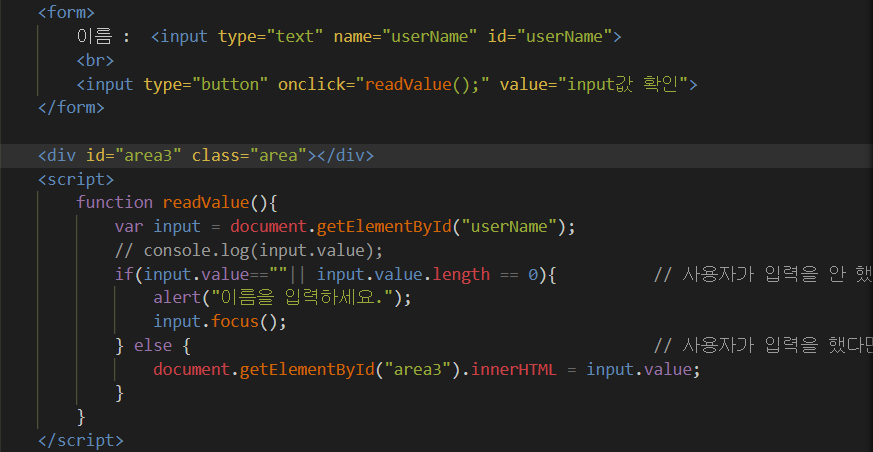 <form>
이름 :  <input type="text" name="userName" id="userName">
<br>
<input type="button" onclick="readValue();" value="input값 확인">
</form>
<div id="area3" class="area"></div>
<script>
function readValue(){
var input = document.getElementById("userName");
// console.log(input.value);
if(input.value==""|| input.value.length == 0){ // 사용자가 입력을 안 했
alert("이름을 입력하세요.");
input.focus();
} else { // 사용자가 입력을 했다면
document.getElementById("area3").innerHTML = input.value;
}
}
</script>